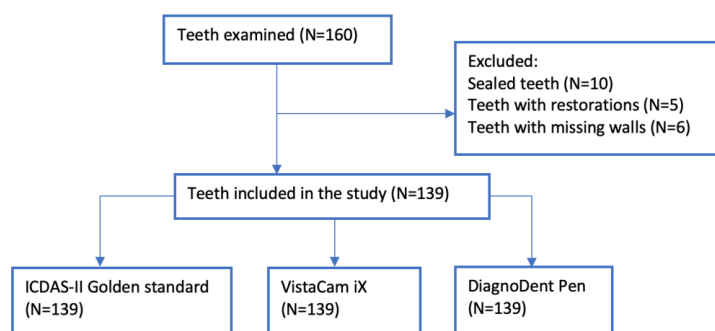 Teeth examined (N=160)
Excluded:
Sealed teeth (N=10)
Teeth with restorations (N=5)
Teeth with missing walls (N=6)
Teeth included in the study (N=139)
ICDAS-II Golden standard
(N=139)
VistaCam iX
(N=139)
DiagnoDent Pen
(N=139)